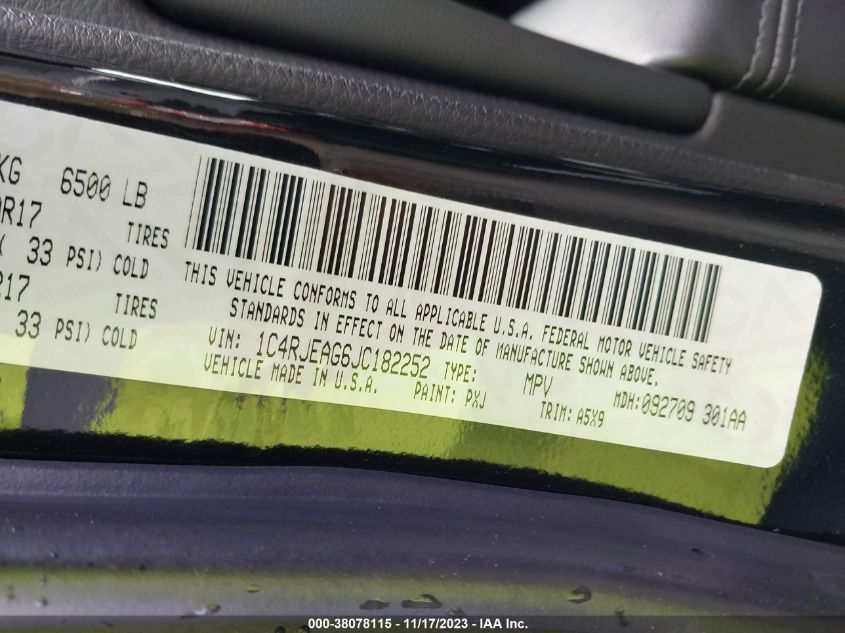 KG 6500 LB
0R17 TIRES
( 33 PSI) COLD
R17 TIRES
33 PSI) COLD
THIS VEHICLE CONFORMS TO ALL APPLICABLE U.S.A. FEDERAL MOTOR VEHICLE SAFETY
STANDARDS IN EFFECT ON THE DATE OF MANUFACTURE SHOWN ABOVE.
VIN: 1C4RJEAG6JC182252 TYPE: MPV MDH:092709 301AA
VEHICLE MADE IN U.S.A. PAINT: PXJ TRIM: A5X9
000-38078115 - 11/17/2023 - IAA Inc.